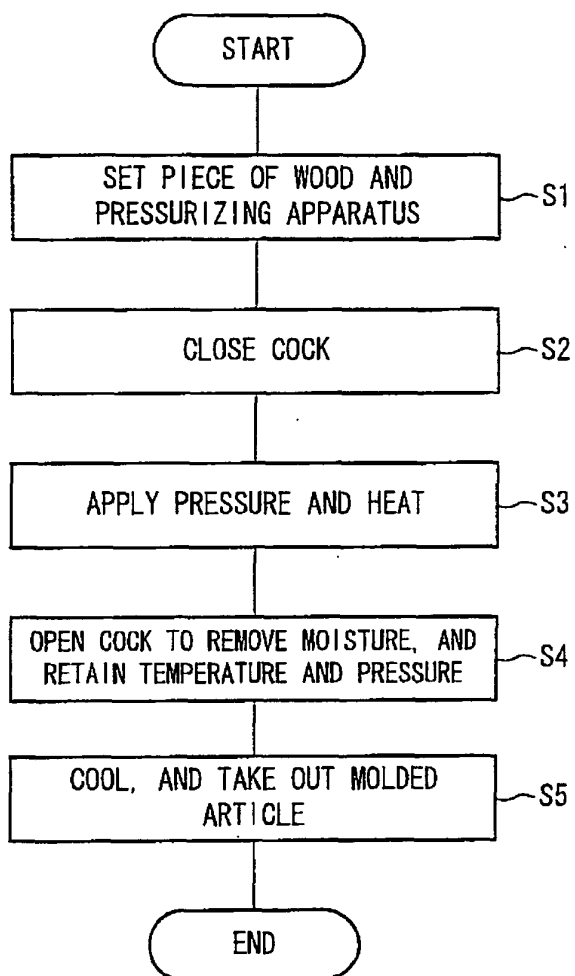 START
SET PIECE OF WOOD AND
PRESSURIZING APPARATUS
S1
CLOSE COCK
S2
APPLY PRESSURE AND HEAT
S3
OPEN COCK TO REMOVE MOISTURE, AND
RETAIN TEMPERATURE AND PRESSURE
S4
COOL, AND TAKE OUT MOLDED
ARTICLE
S5
END